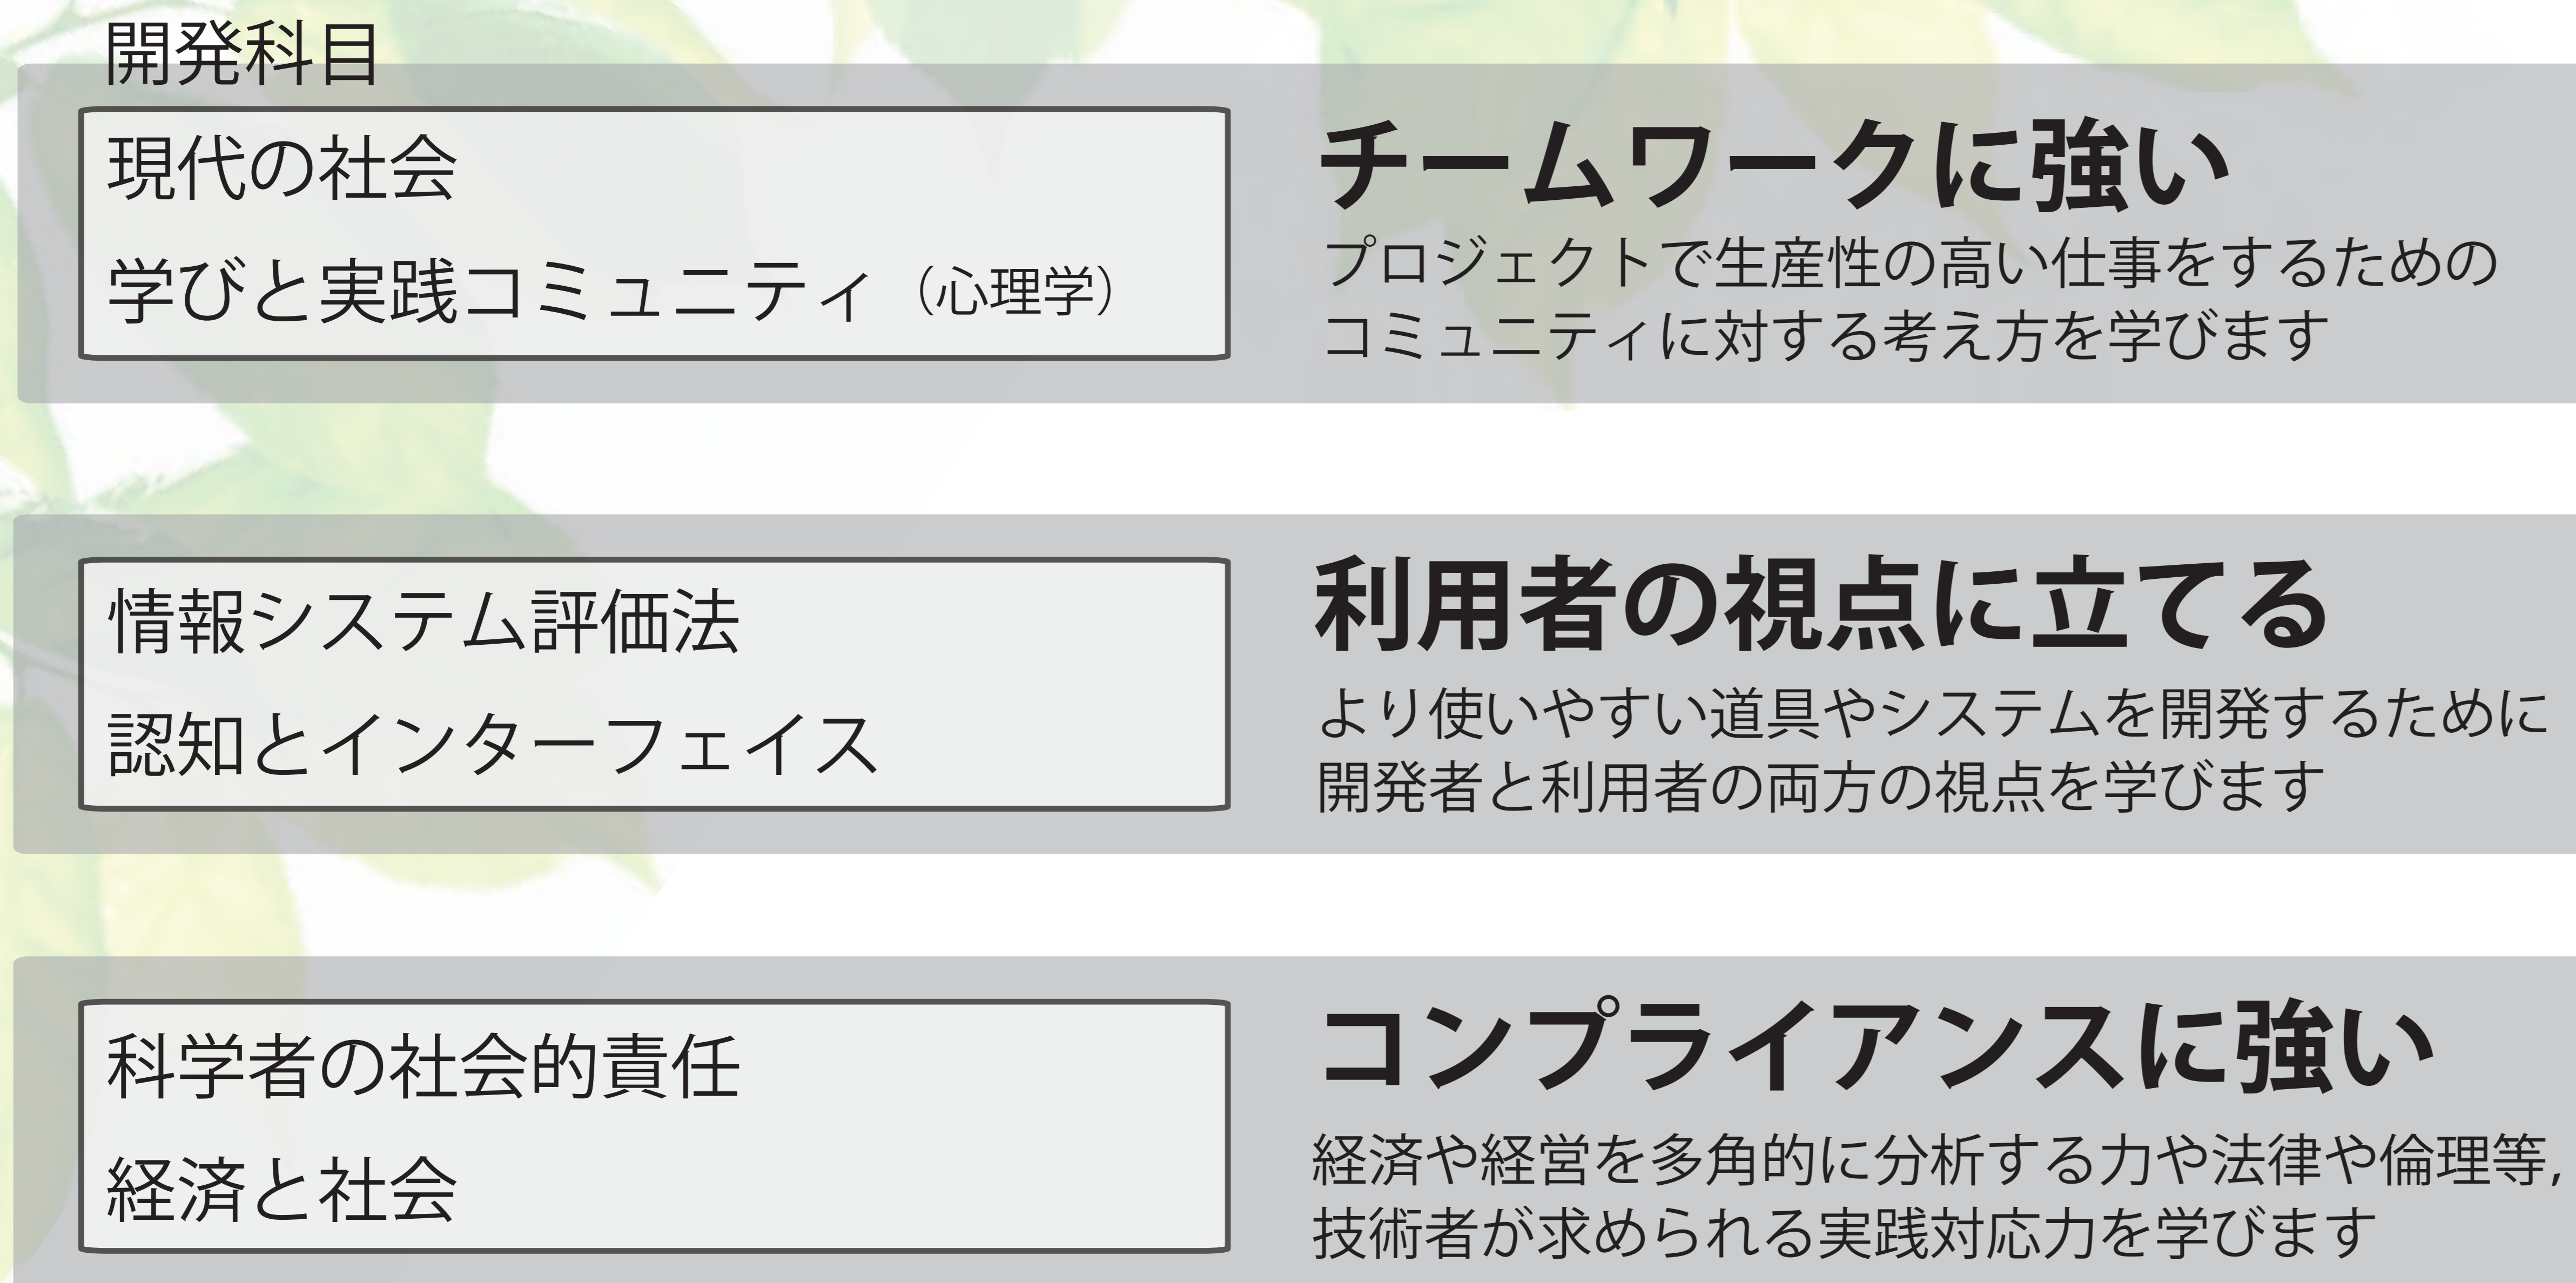 開発科目
現代の社会
学びと実践コミュニティ（心理学）
チームワークに強い
プロジェクトで生産性の高い仕事をするための
コミュニティに対する考え方を学びます
情報システム評価法
認知とインターフェイス
利用者の視点に立てる
より使いやすい道具やシステムを開発するために
開発者と利用者の両方の視点を学びます
科学者の社会的責任
経済と社会
コンプライアンスに強い
経済や経営を多角的に分析する力や法律や倫理等,
技術者が求められる実践対応力を学びます